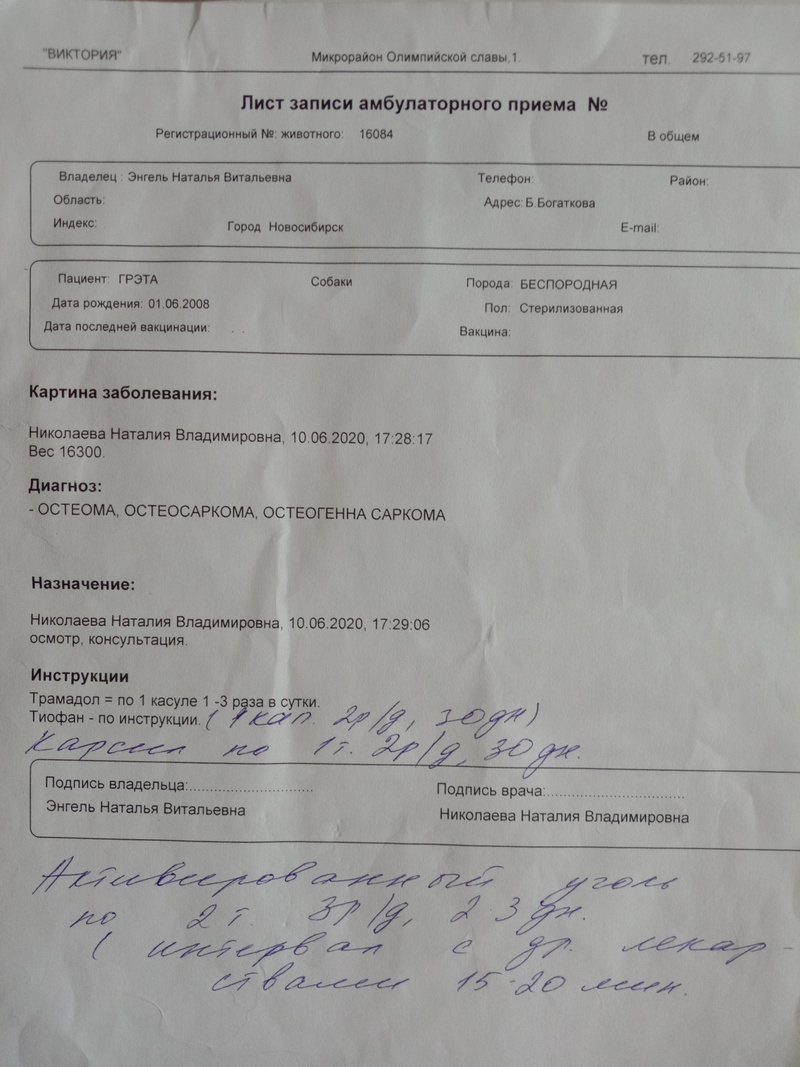 "ВИКТОРИЯ" Микрорайон Олимпийской славы,1. тел. 292-51-97
Лист записи амбулаторного приема №
Регистрационный №: животного: 16084 В общем
Владелец : Энгель Наталья Витальевна Телефон: Район:
Область: Адрес: Б.Богаткова
Индекс: Город Новосибирск E-mail:
Пациент: ГРЭТА Собаки Порода: БЕСПОРОДНАЯ
Дата рождения: 01.06.2008 Пол: Стерилизованная
Дата последней вакцинации: . . Вакцина:
Картина заболевания:
Николаева Наталия Владимировна, 10.06.2020, 17:28:17
Вес 16300.
Диагноз:
- ОСТЕОМА, ОСТЕОСАРКОМА, ОСТЕОГЕННА САРКОМА
Назначение:
Николаева Наталия Владимировна, 10.06.2020, 17:29:06
осмотр, консультация.
Инструкции
Трамадол = по 1 касуле 1 -3 раза в сутки.
Тиофан - по инструкции. (1 кап. 2р/д, 30 дн)
Карсил по 1т. 2р/д, 30 дн.
Подпись владельца:................................ Подпись врача:...................................
Энгель Наталья Витальевна Николаева Наталия Владимировна
Активированный уголь
по 2 т. 3р/д, 2-3 дн.
( интервал с др. лекар-
ствами 15-20 мин.